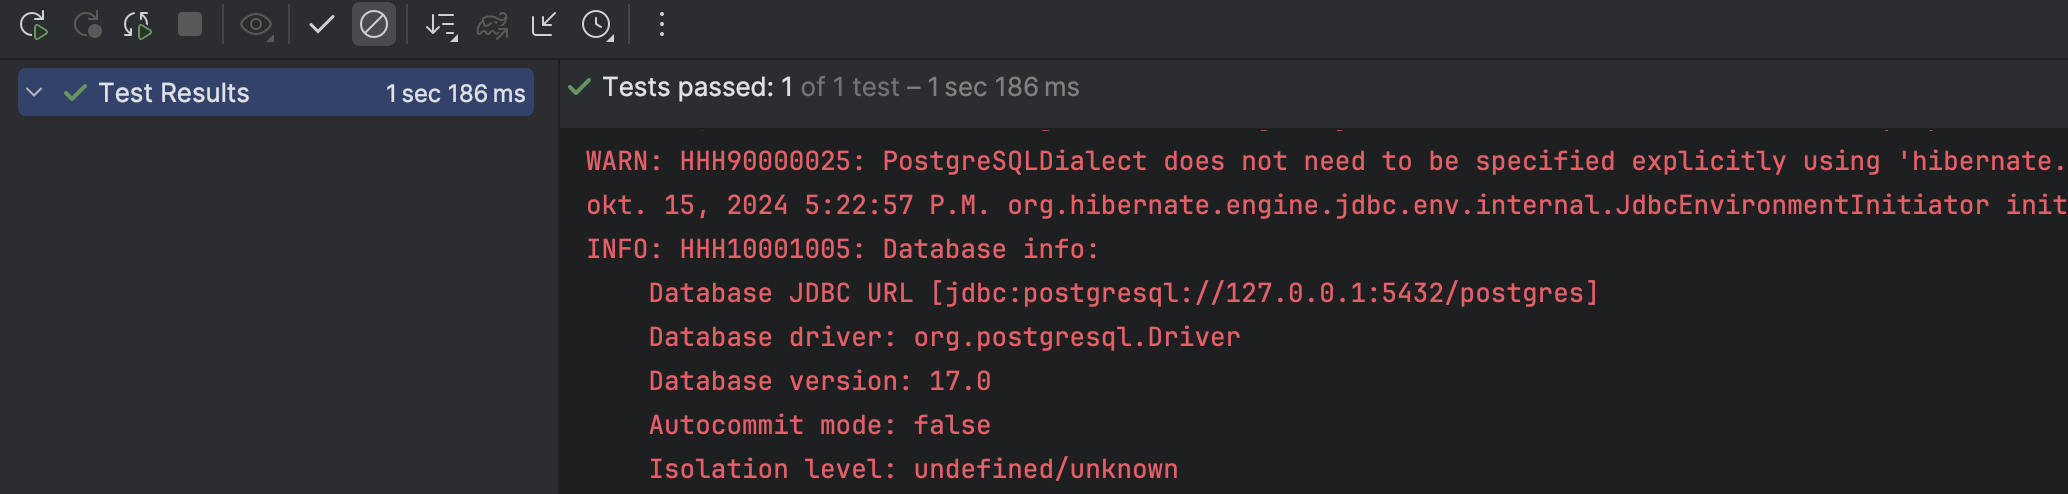 Test Results 1 sec 186 ms
Tests passed: 1 of 1 test – 1 sec 186 ms
WARN: HHH90000025: PostgreSQLDialect does not need to be specified explicitly using 'hibernate.
okt. 15, 2024 5:22:57 P.M. org.hibernate.engine.jdbc.env.internal.JdbcEnvironmentInitiator init
INFO: HHH10001005: Database info:
Database JDBC URL [jdbc:postgresql://127.0.0.1:5432/postgres]
Database driver: org.postgresql.Driver
Database version: 17.0
Autocommit mode: false
Isolation level: undefined/unknown